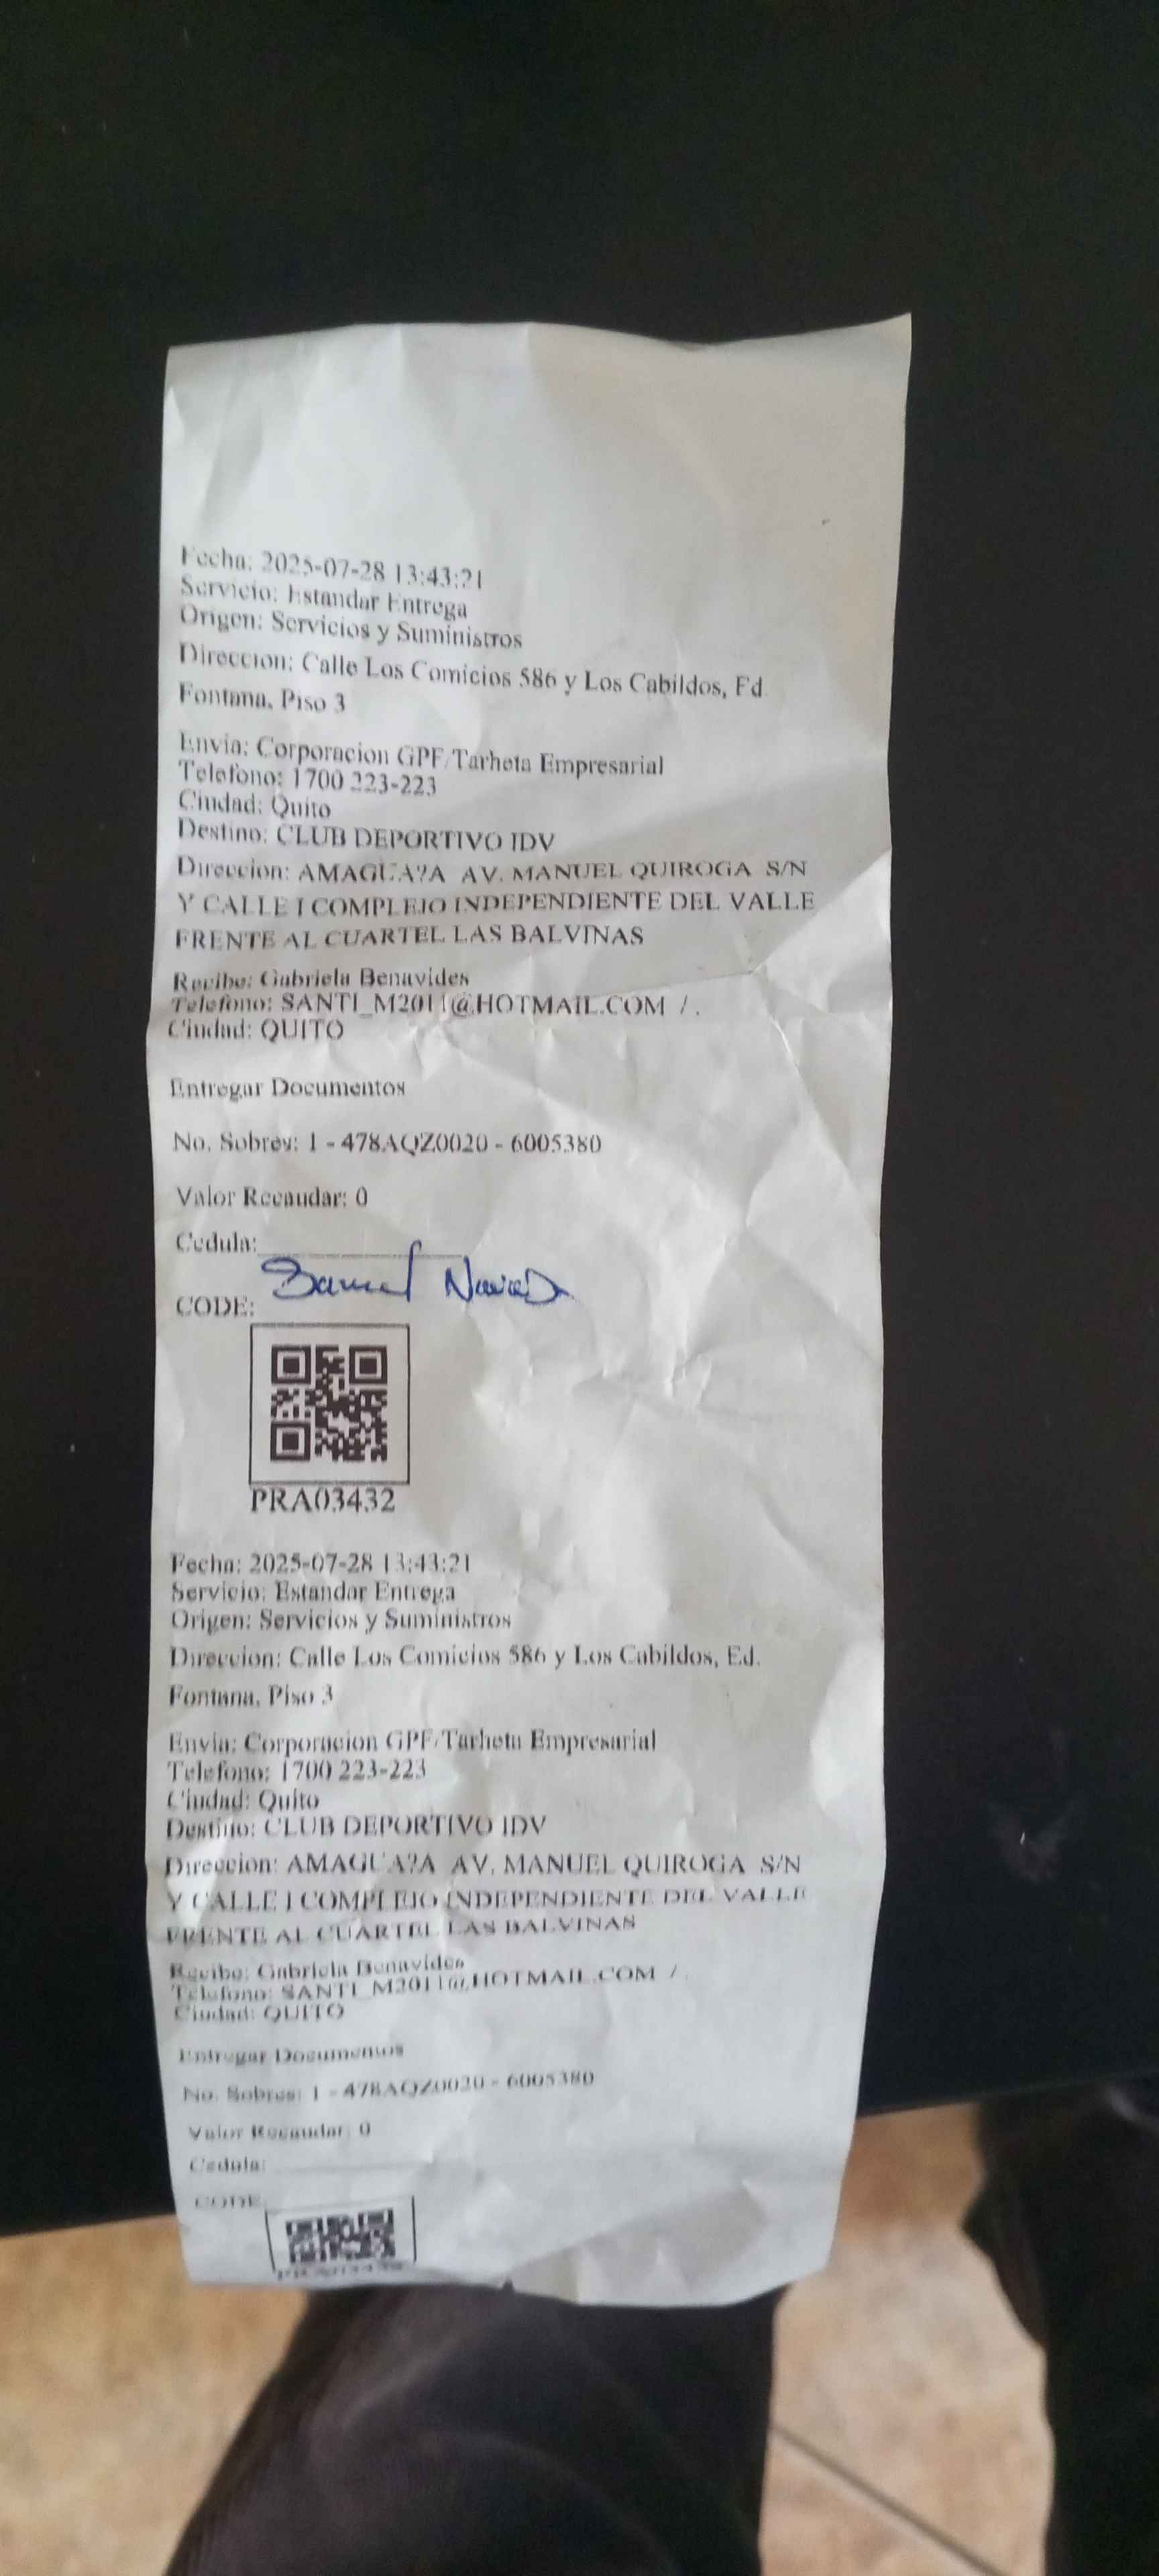 Fecha: 2025-07-28 13:43:21
Servicio: Estandar Entrega
Origen: Servicios y Suministros
Direccion: Calle Los Comicios 586 y Los Cabildos, Ed.
Fontana, Piso 3
Envia: Corporacion GPF/Tarheta Empresarial
Telefono: 1700 223-223
Ciudad: Quito
Destino: CLUB DEPORTIVO IDV
Direccion: AMAGUA?A AV. MANUEL QUIROGA S/N
Y CALLE I COMPLEJO INDEPENDIENTE DEL VALLE
FRENTE AL CUARTEL LAS BALVINAS
Recibe: Gabriela Benavides
Telefono: SANTI_M2011@HOTMAIL.COM / .
Ciudad: QUITO
Entregar Documentos
No. Sobres: 1 - 478AQZ0020 - 6005380
Valor Recaudar: 0
Cedula:
CODE:
PRA03432
Fecha: 2025-07-28 13:43:21
Servicio: Estandar Entrega
Origen: Servicios y Suministros
Direccion: Calle Los Comicios 586 y Los Cabildos, Ed.
Fontana, Piso 3
Envia: Corporacion GPF/Tarheta Empresarial
Telefono: 1700 223-223
Ciudad: Quito
Destino: CLUB DEPORTIVO IDV
Direccion: AMAGUA?A AV. MANUEL QUIROGA S/N
Y CALLE I COMPLEJO INDEPENDIENTE DEL VALLE
FRENTE AL CUARTEL LAS BALVINAS
Recibe: Gabriela Benavides
Telefono: SANTI_M2011@HOTMAIL.COM / .
Ciudad: QUITO
Entregar Documentos
No. Sobres: 1 - 478AQZ0020 - 6005380
Valor Recaudar: 0
Cedula:
CODE: